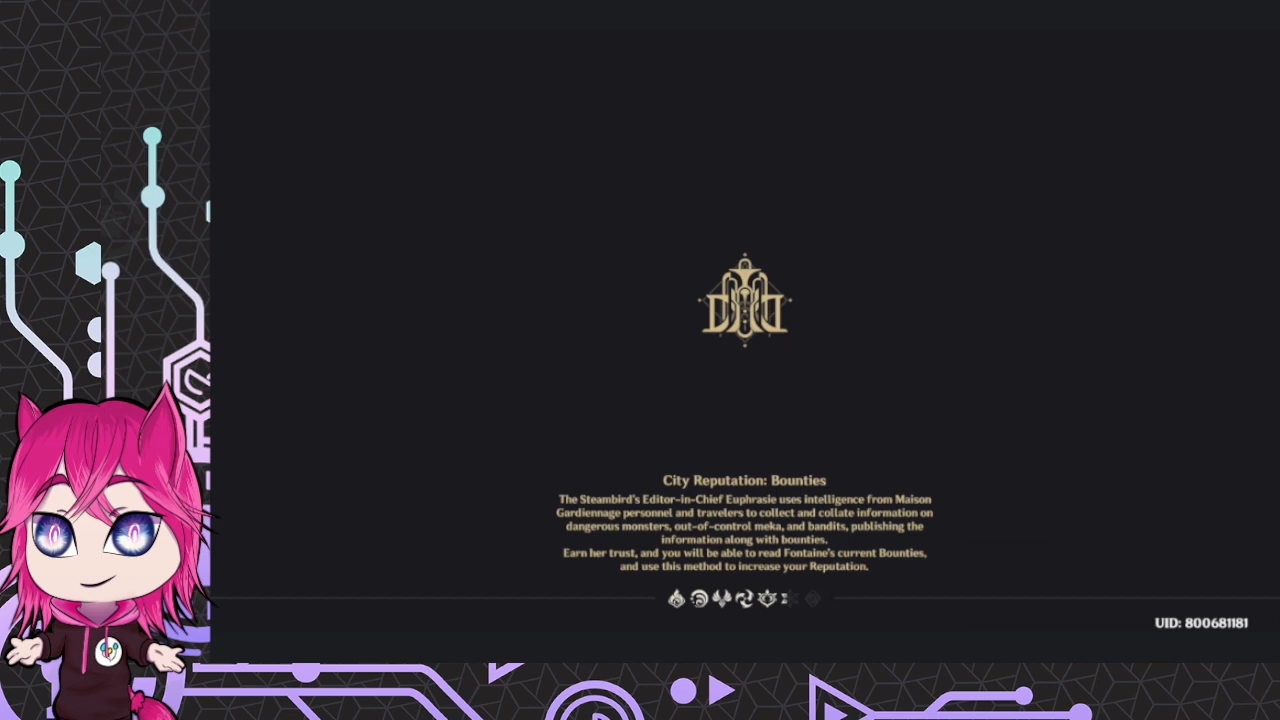 City Reputation: Bounties
The Steambird's Editor-in-Chief Euphrasie uses intelligence from Maison
Gardiennage personnel and travelers to collect and collate information on
dangerous monsters, out-of-control meka, and bandits, publishing the
information along with bounties.
Earn her trust, and you will be able to read Fontaine's current Bounties,
and use this method to increase your Reputation.
UID: 800681181